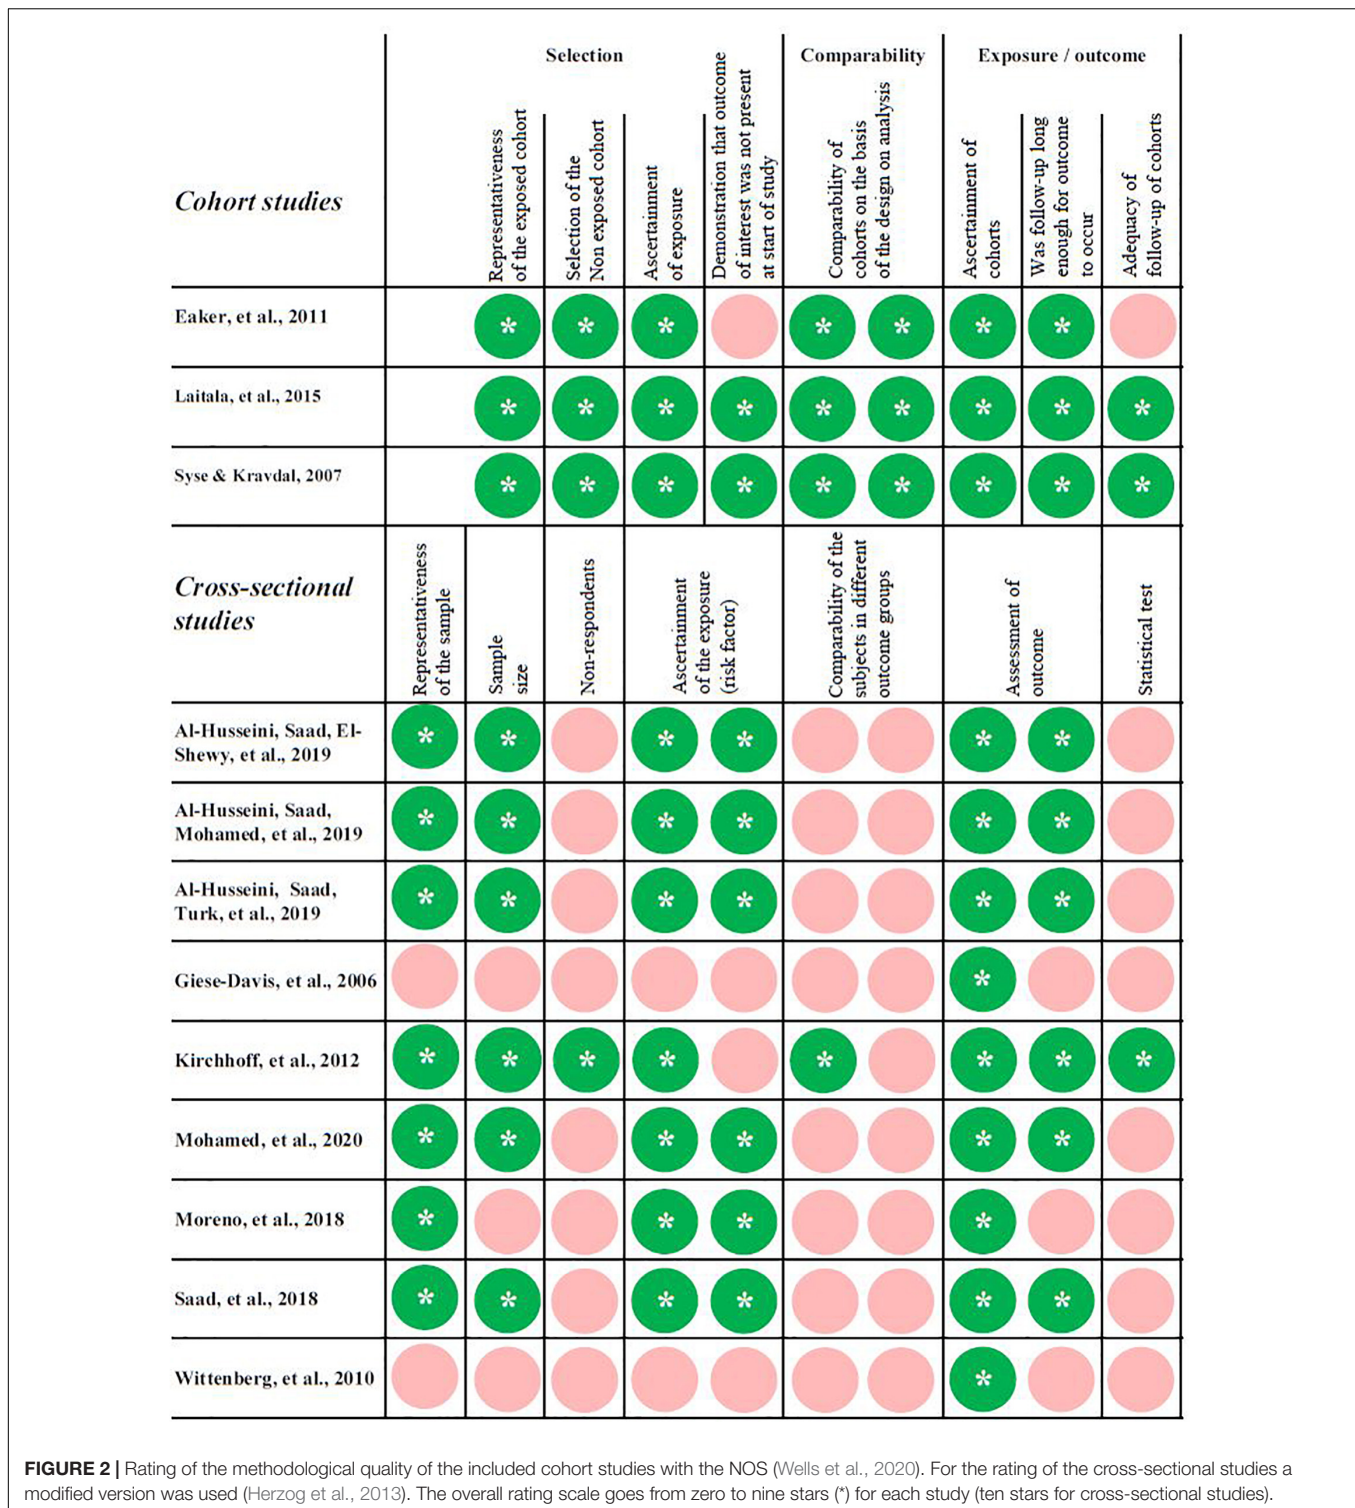 Selection
Comparability
Exposure / outcome
Cohort studies
Representativeness
of the exposed cohort
Selection of the
Non exposed cohort
Ascertainment
of exposure
Demonstration that outcome
of interest was not present
at start of study
Comparability of
cohorts on the basis
of the design on analysis
Ascertainment of
cohorts
Was follow-up long
enough for outcome
to occur
Adequacy of
follow-up of cohorts
Eaker, et al., 2011
* * * * * * *
Laitala, et al., 2015
* * * * * * * * *
Syse & Kravdal, 2007
* * * * * * * * *
Cross-sectional
studies
Representativeness
of the sample
Sample
size
Non-respondents
Ascertainment
of the exposure
(risk factor)
Comparability of the
subjects in different
outcome groups
Assessment of
outcome
Statistical test
Al-Husseini, Saad, El-
Shewy, et al., 2019
* * * * * *
Al-Husseini, Saad,
Mohamed, et al., 2019
* * * * * *
Al-Husseini, Saad,
Turk, et al., 2019
* * * * * *
Giese-Davis, et al., 2006
*
Kirchhoff, et al., 2012
* * * * * * * *
Mohamed, et al., 2020
* * * * * *
Moreno, et al., 2018
* * * *
Saad, et al., 2018
* * * * * *
Wittenberg, et al., 2010
*
FIGURE 2 | Rating of the methodological quality of the included cohort studies with the NOS (Wells et al., 2020). For the rating of the cross-sectional studies a
modified version was used (Herzog et al., 2013). The overall rating scale goes from zero to nine stars (*) for each study (ten stars for cross-sectional studies).